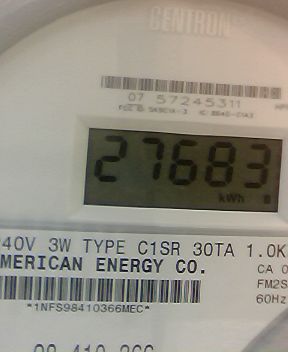 CENTRON
07 57245311
27683
kWh
240V 3W TYPE C1SR 30TA 1.0K
MERICAN ENERGY CO.
CA 0
FM2S
60Hz
*1NFS98410366MEC*